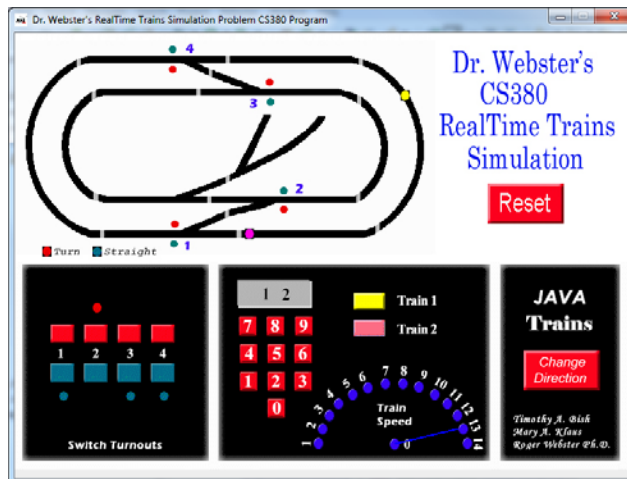 Dr. Webster's RealTime Trains Simulation Problem CS380 Program
4
3
2
1
Turn Straight
Dr. Webster's
CS380
RealTime Trains
Simulation
Reset
1 2 3 4
Switch Turnouts
1 2
7 8 9
4 5 6
1 2 3
0
Train 1
Train 2
1 2 3 4 5 6 7 8 9 10 11 12 13 14
Train
Speed
0
JAVA
Trains
Change
Direction
Timothy A. Bish
Mary A. Klaus
Roger Webster Ph.D.